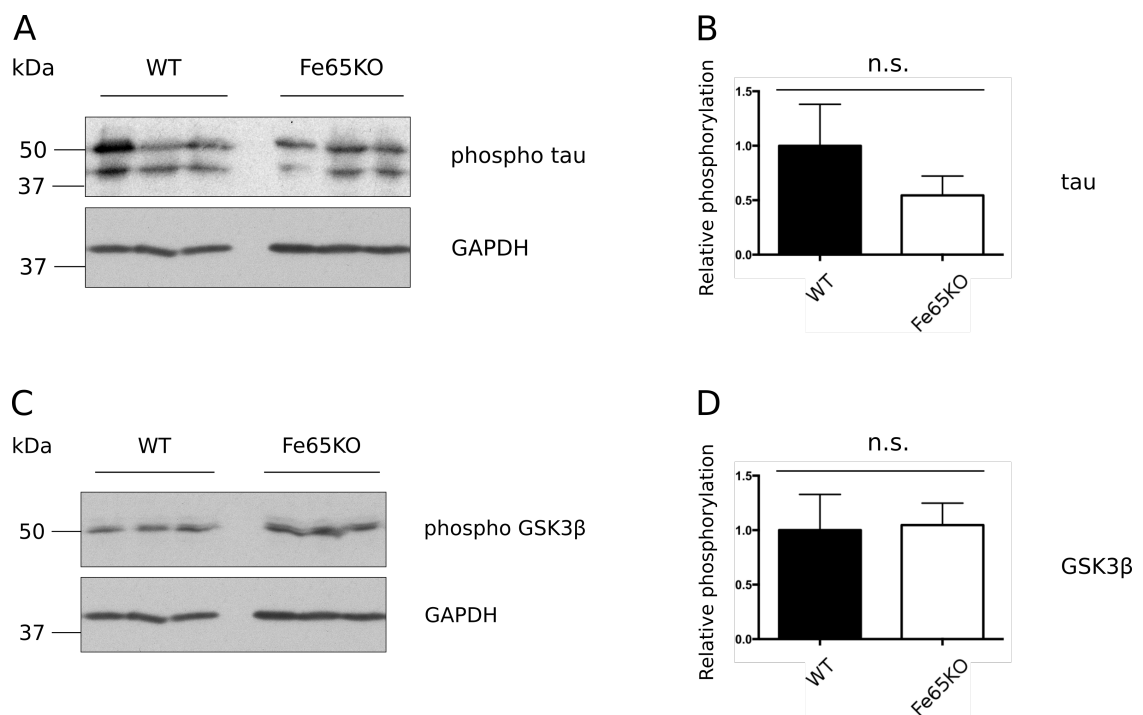 A
kDa
WT
Fe65KO
50
phospho tau
37
GAPDH
37
B
n.s.
Relative phosphorylation
1.5
1.0
0.5
0.0
WT
Fe65KO
tau
C
kDa
WT
Fe65KO
50
phospho GSK3β
GAPDH
37
D
n.s.
Relative phosphorylation
1.5
1.0
0.5
0.0
WT
Fe65KO
GSK3β